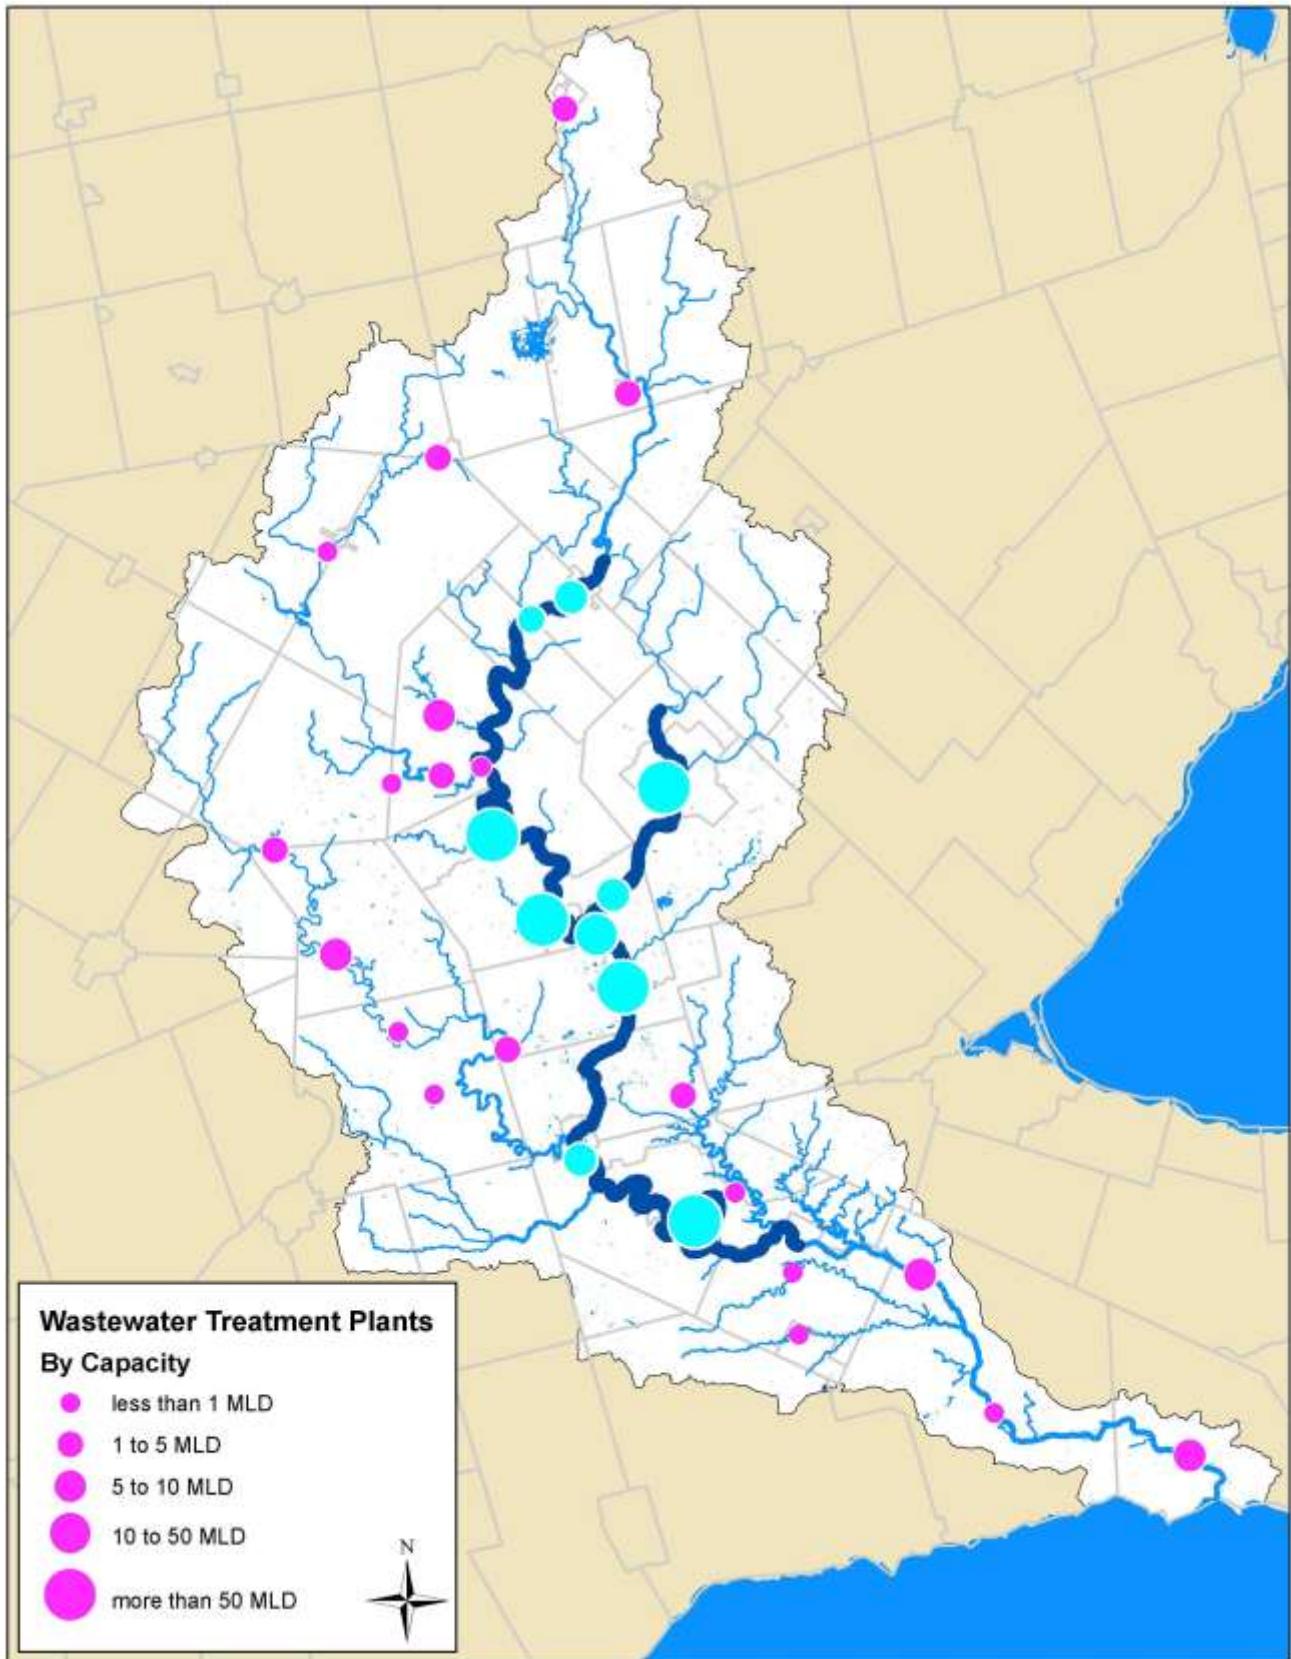 Wastewater Treatment Plants
By Capacity
less than 1 MLD
1 to 5 MLD
5 to 10 MLD
10 to 50 MLD
more than 50 MLD
N